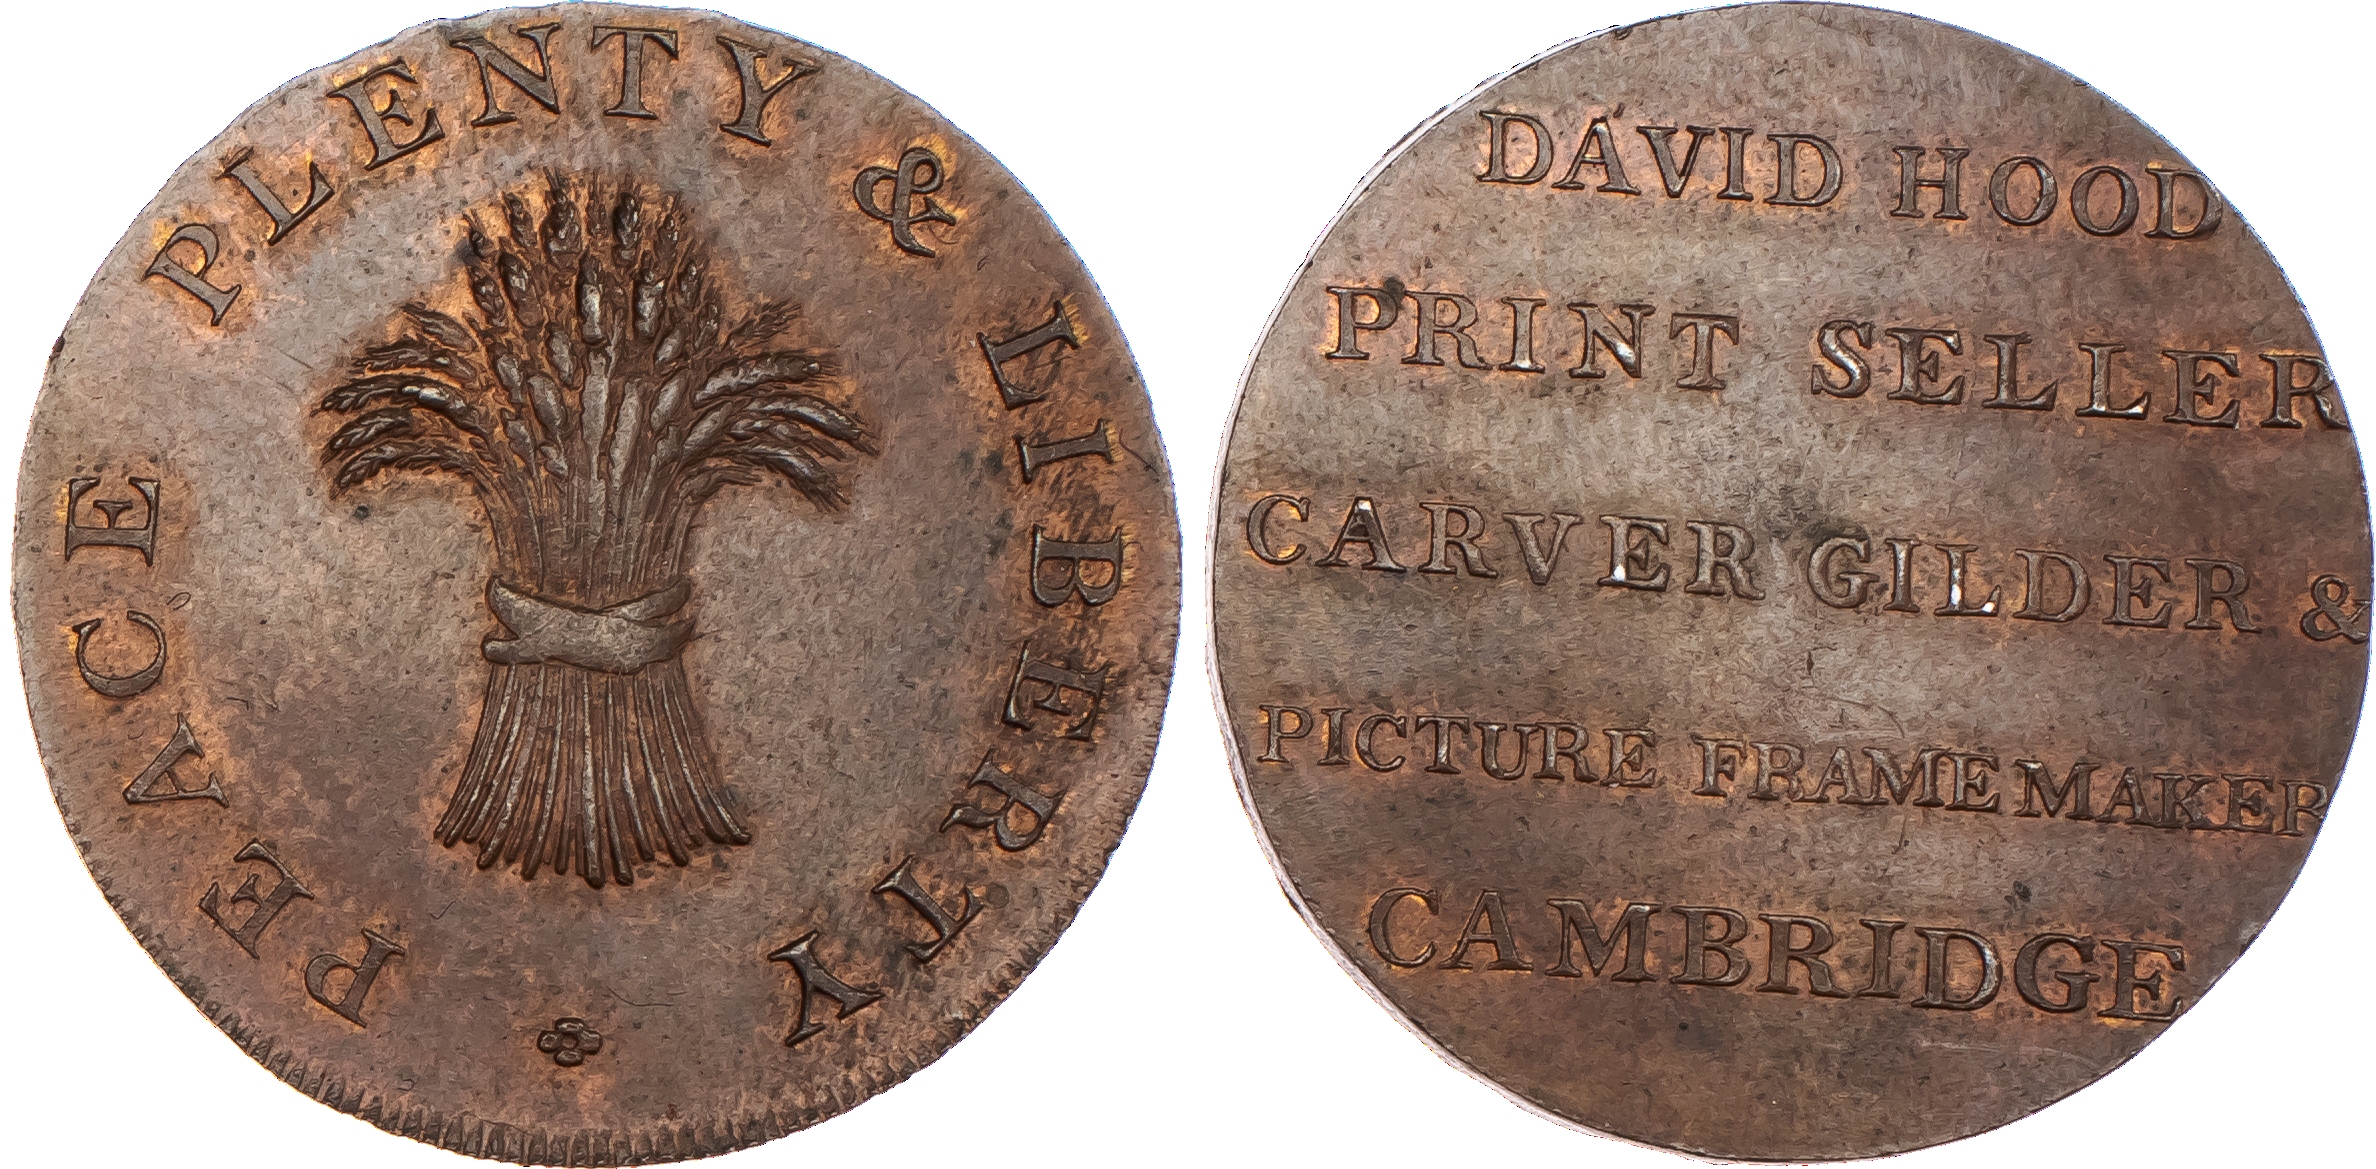 PEACE PLENTY & LIBERTY
DAVID HOOD
PRINT SELLER
CARVER GILDER &
PICTURE FRAME MAKER
CAMBRIDGE